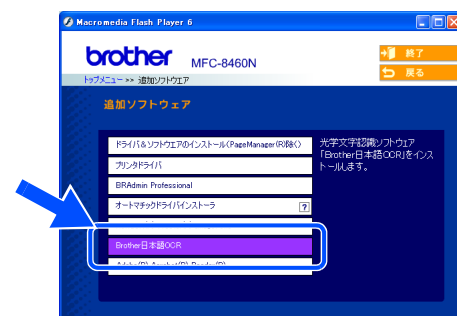 Macromedia Flash Player 6
brother MFC-8460N
終了
戻る
トップメニュー >> 追加ソフトウェア
追加ソフトウェア
ドライバ&ソフトウエアのインストール(PageManager(R)除く)
プリンタドライバ
BRAdmin Professional
オートマチックドライバインストーラ ?
Brother日本語OCR
Adobe(R) Acrobat(R) Reader(R)
光学文字認識ソフトウェア
「Brother日本語OCR」をインス
トールします。